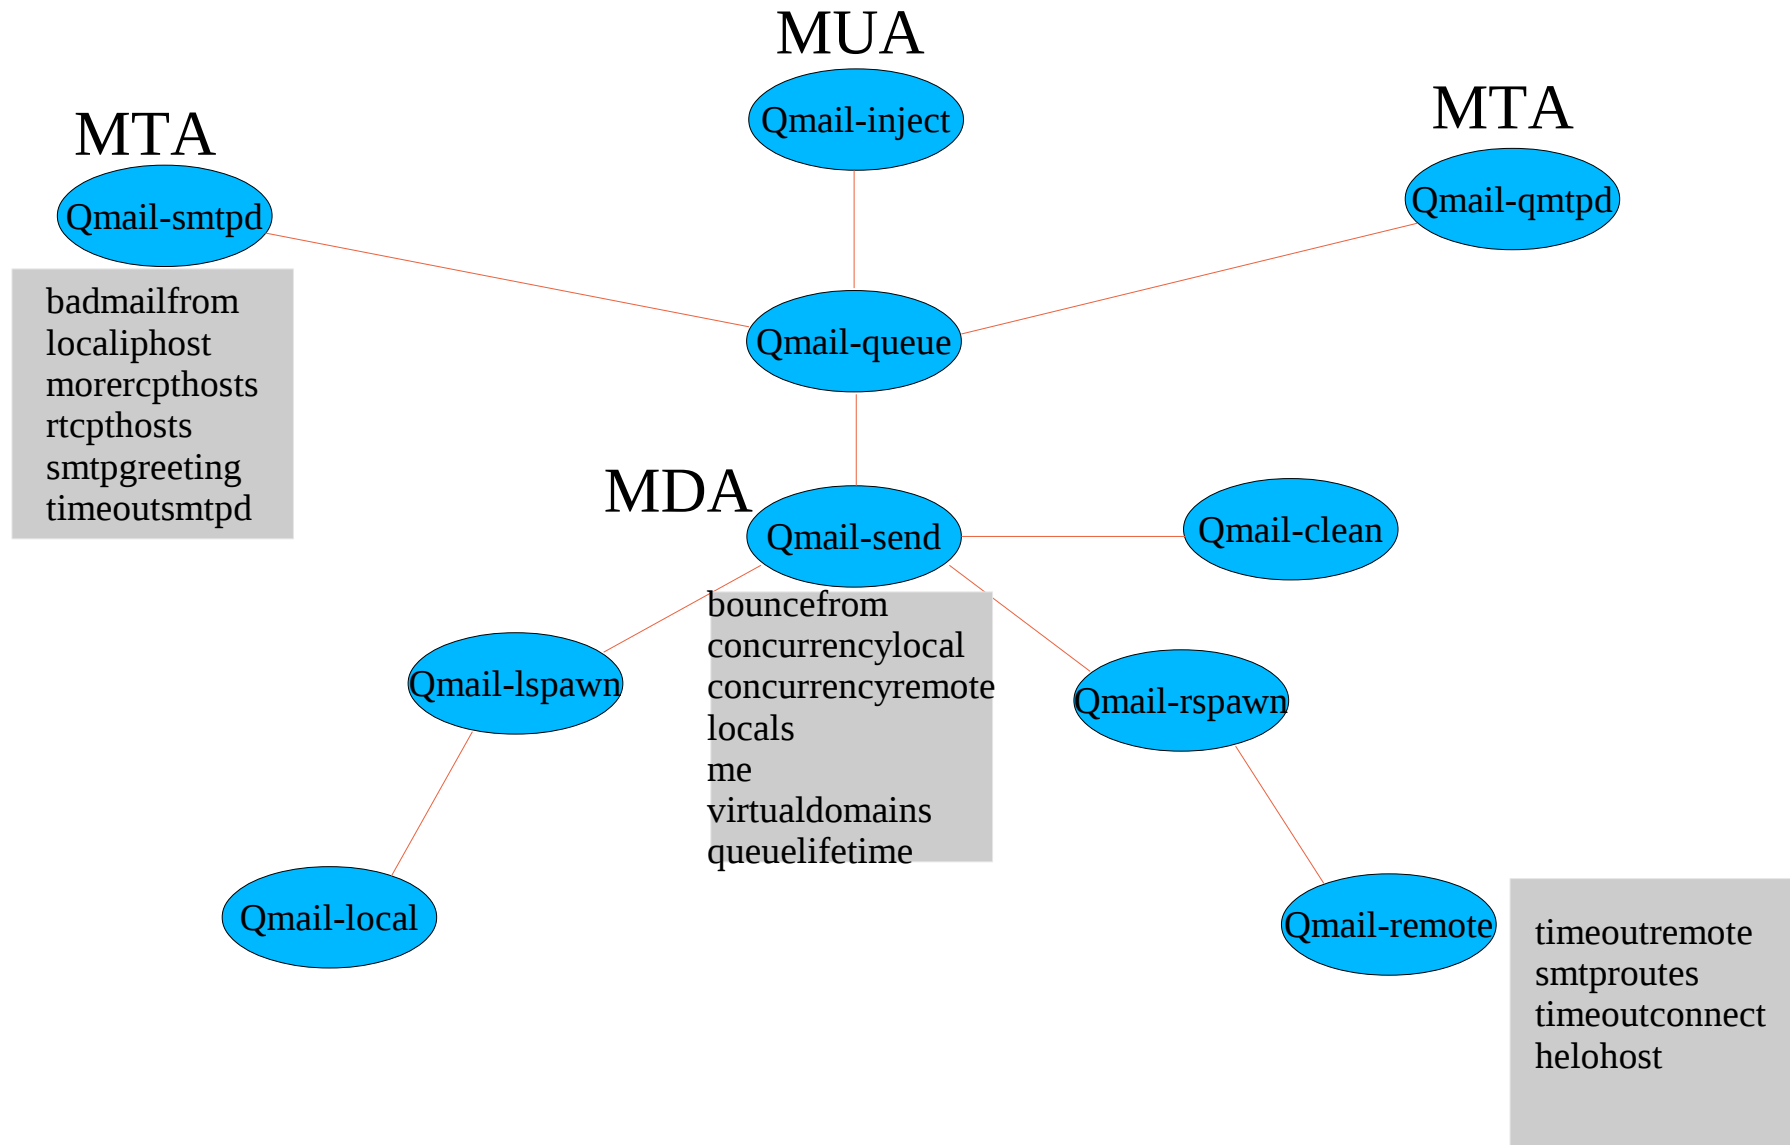 MUA
Qmail-inject
MTA
Qmail-smtpd
MTA
Qmail-qmtpd
badmailfrom
localiphost
morercpthosts
rtcpthosts
smtpgreeting
timeoutsmtpd
Qmail-queue
MDA
Qmail-send
Qmail-clean
bouncefrom
concurrencylocal
concurrencyremote
locals
me
virtualdomains
queuelifetime
Qmail-lspawn
Qmail-rspawn
Qmail-local
Qmail-remote
timeoutremote
smtproutes
timeoutconnect
helohost